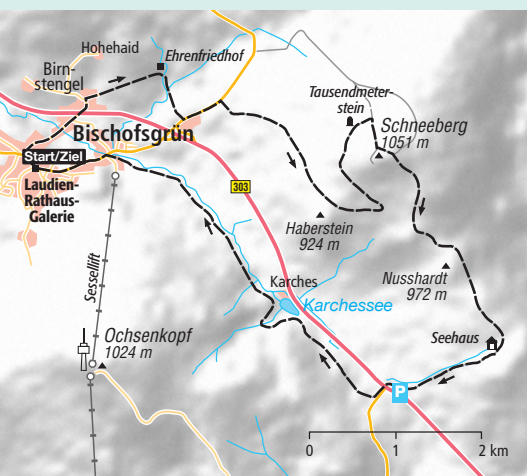 Hohehaid
Ehrenfriedhof
Birn-
stengel
Tausendmeter-
stein
Bischofsgrün
Schneeberg
1051 m
Start/Ziel
Laudien-
Rathaus-
Galerie
303
Haberstein
924 m
Sessellift
Karches
Karchessee
Nusshardt
972 m
Seehaus
Ochsenkopf
1024 m
P
0 1 2 km